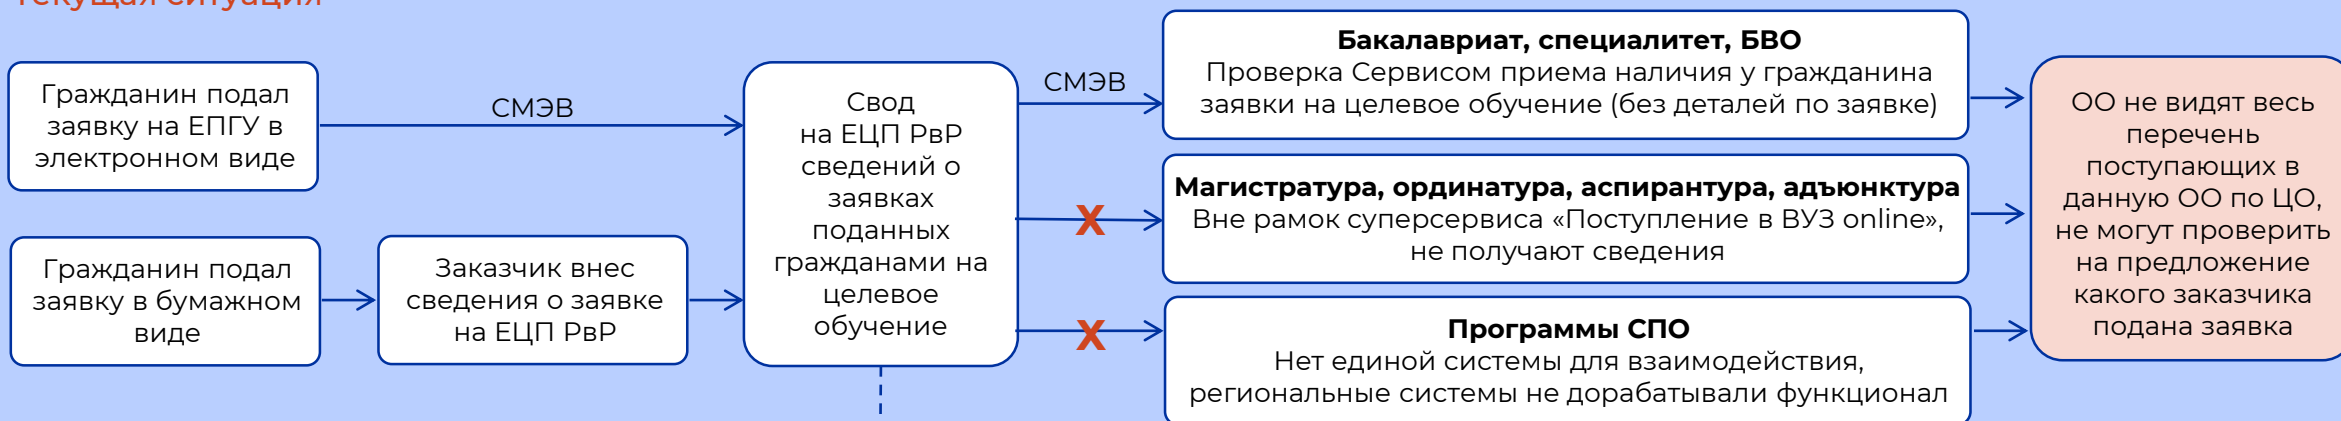 Текущая ситуация
Гражданин подал
заявку на ЕПГУ в
электронном виде
СМЭВ
Гражданин подал
заявку в бумажном
виде
Заказчик внес
сведения о заявке
на ЕЦП РвР
Свод
на ЕЦП РвР
сведений о
заявках
поданных
гражданами на
целевое
обучение
СМЭВ
Бакалавриат, специалитет, БВО
Проверка Сервисом приема наличия у гражданина
заявки на целевое обучение (без деталей по заявке)
X
Магистратура, ординатура, аспирантура, адъюнктура
Вне рамок суперсервиса «Поступление в ВУЗ online»,
не получают сведения
X
Программы СПО
Нет единой системы для взаимодействия,
региональные системы не дорабатывали функционал
ОО не видят весь
перечень
поступающих в
данную ОО по ЦО,
не могут проверить
на предложение
какого заказчика
подана заявка